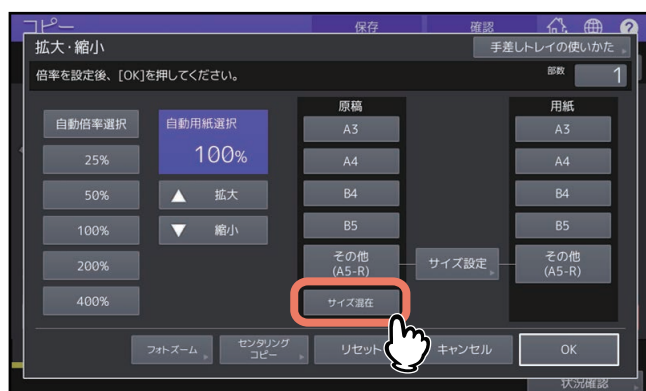 コピー
保存
確認
?
拡大・縮小
手差しトレイの使いかた
倍率を設定後、[OK]を押してください。
部数
1
原稿
用紙
自動倍率選択
自動用紙選択
100%
A3
A3
25%
A4
A4
50%
拡大
B4
B4
100%
縮小
B5
B5
200%
その他
(A5-R)
サイズ設定
その他
(A5-R)
400%
サイズ混在
フォトズーム
センタリング
コピー
リセット
キャンセル
OK
状況確認